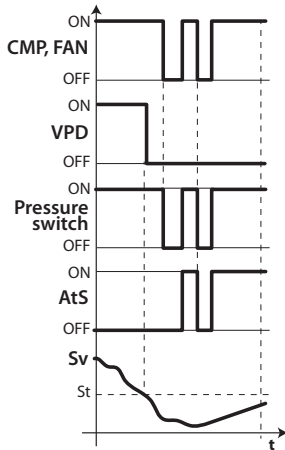 ON
CMP, FAN
OFF
ON
VPD
OFF
ON
Pressure
switch
OFF
ON
AtS
OFF
Sv
St
t